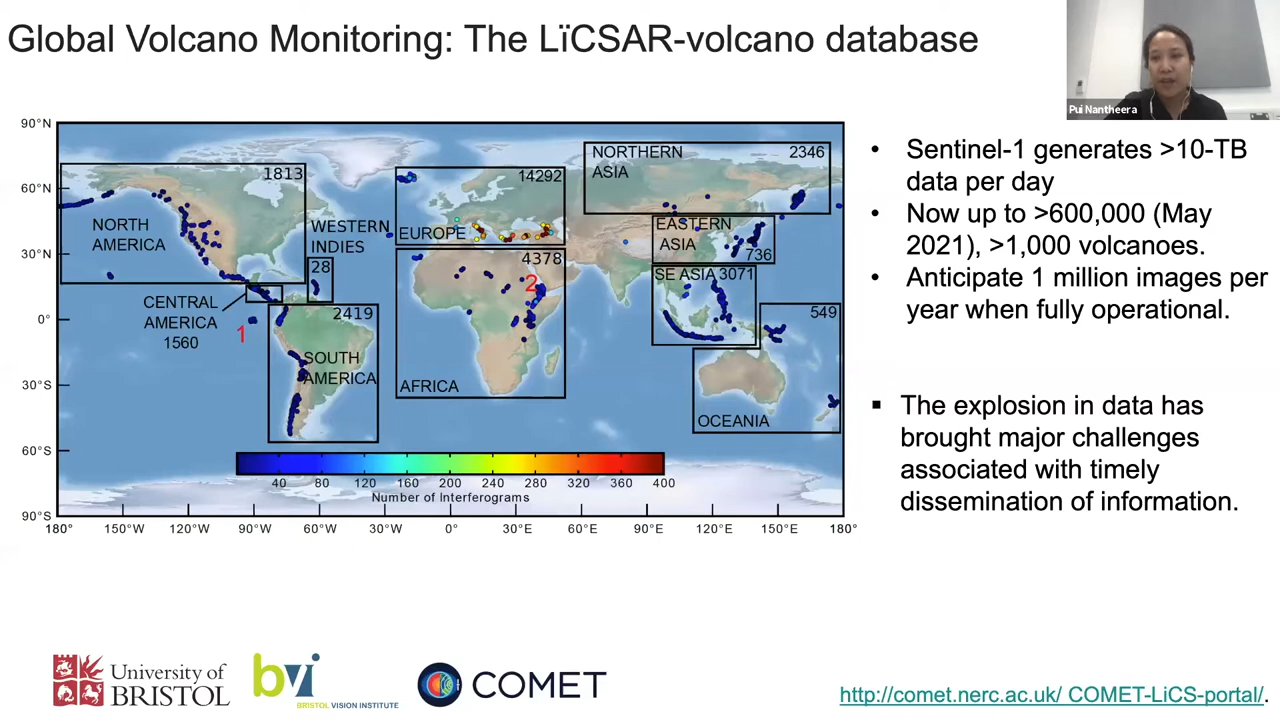 Global Volcano Monitoring: The LïCSAR-volcano database
Pui Nantheera
90°N
60°N
30°N
0°
30°S
60°S
90°S
180°
150°W
120°W
90°W
60°W
30°W
0°
30°E
60°E
90°E
120°E
150°E
180°
1813
NORTH
AMERICA
WESTERN
INDIES
28
CENTRAL
AMERICA
1560
1
2419
SOUTH
AMERICA
14292
EUROPE
4378
2
AFRICA
NORTHERN
ASIA
2346
EASTERN
ASIA
736
SE ASIA 3071
549
OCEANIA
40 80 120 160 200 240 280 320 360 400
Number of Interferograms
• Sentinel-1 generates >10-TB
data per day
• Now up to >600,000 (May
2021), >1,000 volcanoes.
• Anticipate 1 million images per
year when fully operational.
▪ The explosion in data has
brought major challenges
associated with timely
dissemination of information.
University of
BRISTOL
bvi
BRISTOL VISION INSTITUTE
COMET
http://comet.nerc.ac.uk/ COMET-LiCS-portal/.